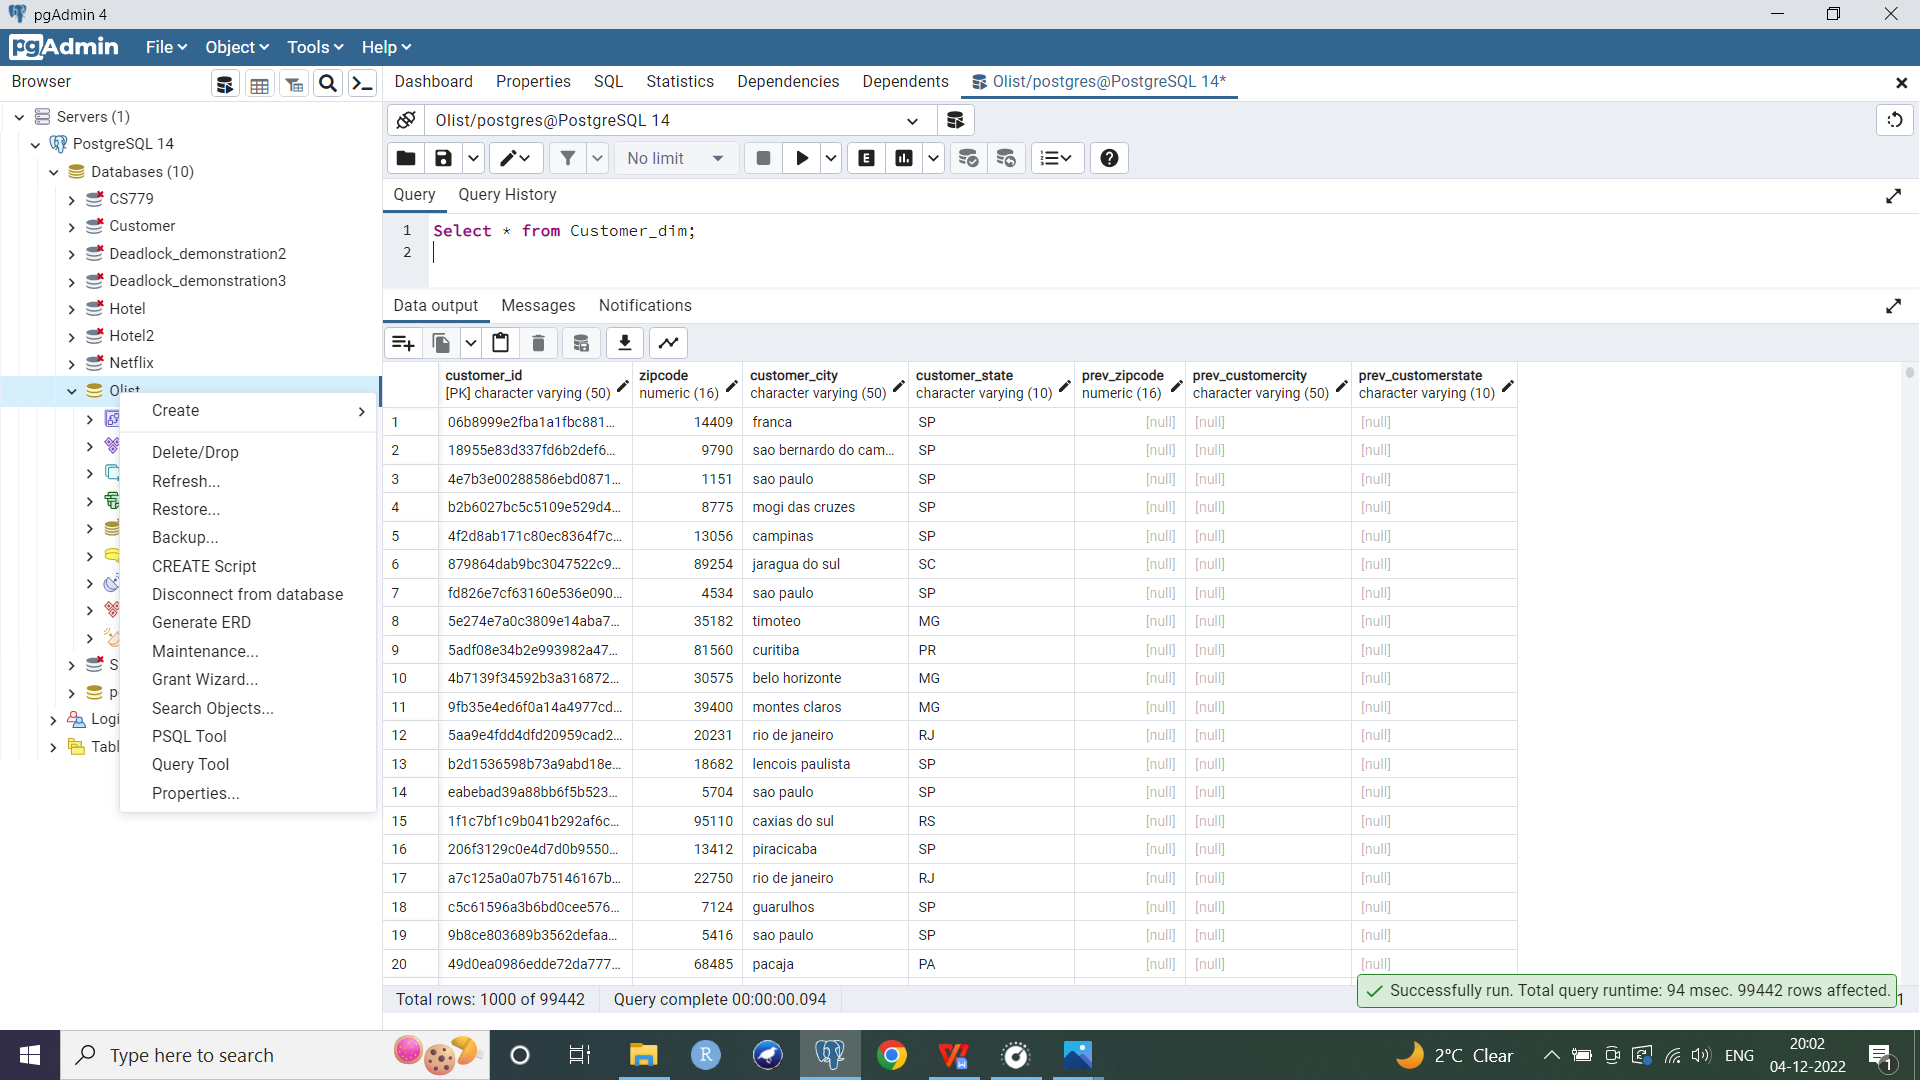 pgAdmin 4
pgAdmin File Object Tools Help
Browser
Dashboard Properties SQL Statistics Dependencies Dependents Olist/postgres@PostgreSQL 14*
Servers (1)
PostgreSQL 14
Databases (10)
CS779
Customer
Deadlock_demonstration2
Deadlock_demonstration3
Hotel
Hotel2
Netflix
Olist
Create
Delete/Drop
Refresh...
Restore...
Backup...
CREATE Script
Disconnect from database
Generate ERD
Maintenance...
Grant Wizard...
Search Objects...
PSQL Tool
Query Tool
Properties...
S
p
Logi
Tabl
Olist/postgres@PostgreSQL 14
No limit
E
Query Query History
1 Select * from Customer_dim;
2
Data output Messages Notifications
customer_id zipcode customer_city customer_state prev_zipcode prev_customercity prev_customerstate
[PK] character varying (50) numeric (16) character varying (50) character varying (10) numeric (16) character varying (50) character varying (10)
1 06b8999e2fba1a1fbc881... 14409 franca SP [null] [null] [null]
2 18955e83d337fd6b2def6... 9790 sao bernardo do cam... SP [null] [null] [null]
3 4e7b3e00288586ebd0871... 1151 sao paulo SP [null] [null] [null]
4 b2b6027bc5c5109e529d4... 8775 mogi das cruzes SP [null] [null] [null]
5 4f2d8ab171c80ec8364f7c... 13056 campinas SP [null] [null] [null]
6 879864dab9bc3047522c9... 89254 jaragua do sul SC [null] [null] [null]
7 fd826e7cf63160e536e090... 4534 sao paulo SP [null] [null] [null]
8 5e274e7a0c3809e14aba7... 35182 timoteo MG [null] [null] [null]
9 5adf08e34b2e993982a47... 81560 curitiba PR [null] [null] [null]
10 4b7139f34592b3a316872... 30575 belo horizonte MG [null] [null] [null]
11 9fb35e4ed6f0a14a4977cd... 39400 montes claros MG [null] [null] [null]
12 5aa9e4fdd4dfd20959cad2... 20231 rio de janeiro RJ [null] [null] [null]
13 b2d1536598b73a9abd18e... 18682 lencois paulista SP [null] [null] [null]
14 eabebad39a88bb6f5b523... 5704 sao paulo SP [null] [null] [null]
15 1f1c7bf1c9b041b292af6c... 95110 caxias do sul RS [null] [null] [null]
16 206f3129c0e4d7d0b9550... 13412 piracicaba SP [null] [null] [null]
17 a7c125a0a07b75146167b... 22750 rio de janeiro RJ [null] [null] [null]
18 c5c61596a3b6bd0cee576... 7124 guarulhos SP [null] [null] [null]
19 9b8ce803689b3562defaa... 5416 sao paulo SP [null] [null] [null]
20 49d0ea0986edde72da777... 68485 pacaja PA [null] [null] [null]
Total rows: 1000 of 99442 Query complete 00:00:00.094
Successfully run. Total query runtime: 94 msec. 99442 rows affected. 1
Type here to search
R
2°C Clear
ENG
20:02
04-12-2022
1